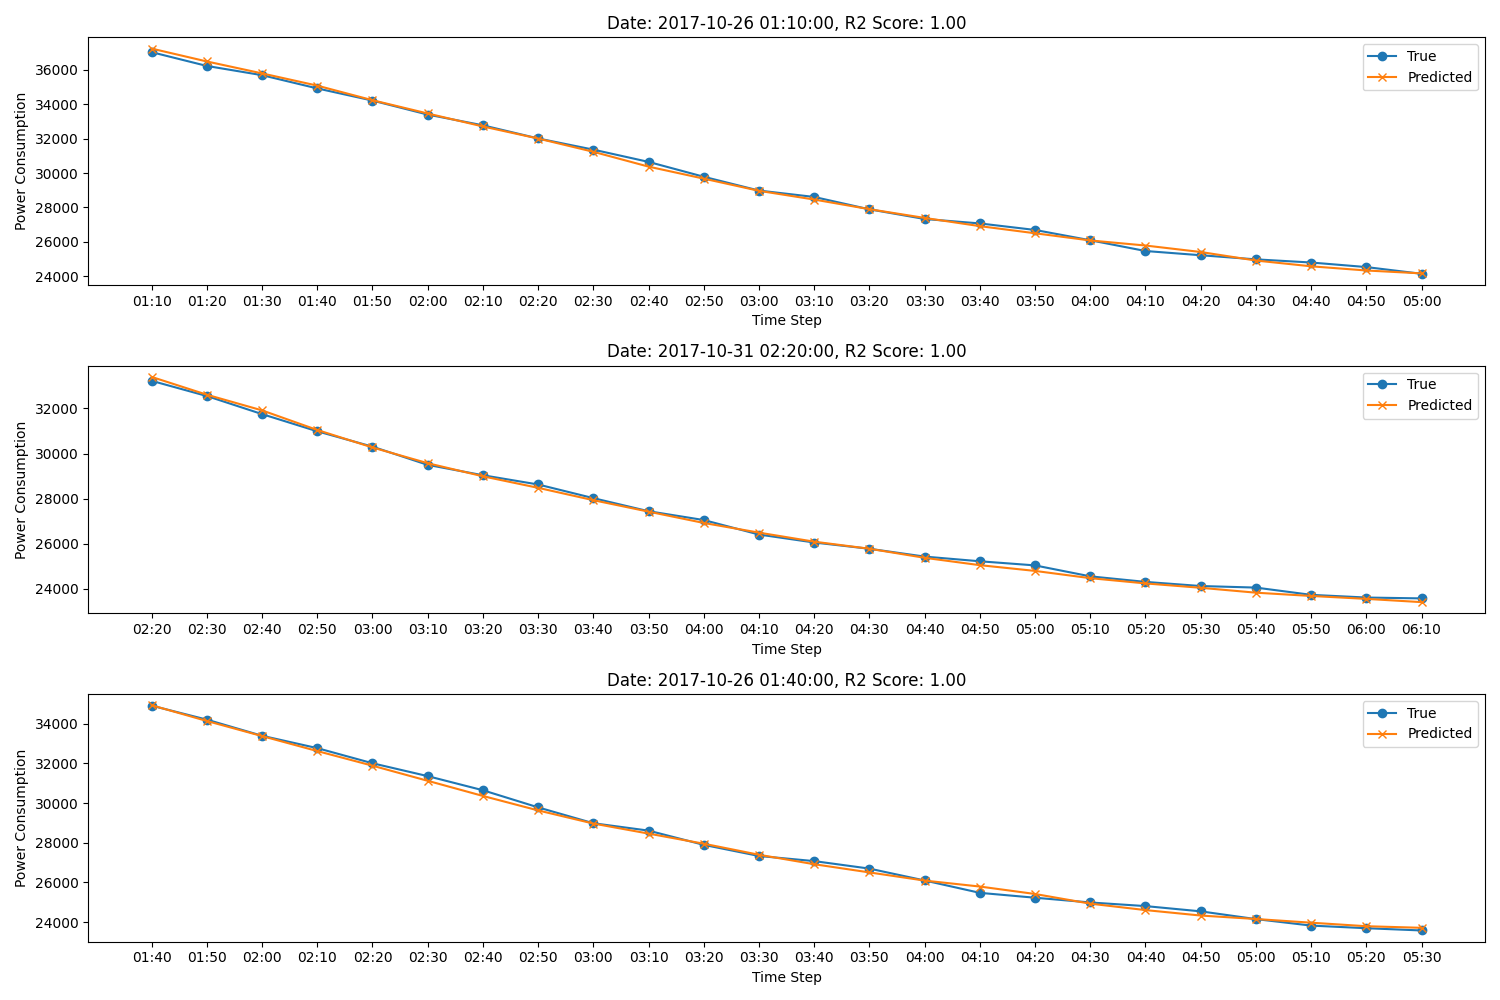 Date: 2017-10-26 01:10:00, R2 Score: 1.00
True
Predicted
Power Consumption
36000
34000
32000
30000
28000
26000
24000
01:10 01:20 01:30 01:40 01:50 02:00 02:10 02:20 02:30 02:40 02:50 03:00 03:10 03:20 03:30 03:40 03:50 04:00 04:10 04:20 04:30 04:40 04:50 05:00
Time Step
Date: 2017-10-31 02:20:00, R2 Score: 1.00
True
Predicted
Power Consumption
32000
30000
28000
26000
24000
02:20 02:30 02:40 02:50 03:00 03:10 03:20 03:30 03:40 03:50 04:00 04:10 04:20 04:30 04:40 04:50 05:00 05:10 05:20 05:30 05:40 05:50 06:00 06:10
Time Step
Date: 2017-10-26 01:40:00, R2 Score: 1.00
True
Predicted
Power Consumption
34000
32000
30000
28000
26000
24000
01:40 01:50 02:00 02:10 02:20 02:30 02:40 02:50 03:00 03:10 03:20 03:30 03:40 03:50 04:00 04:10 04:20 04:30 04:40 04:50 05:00 05:10 05:20 05:30
Time Step